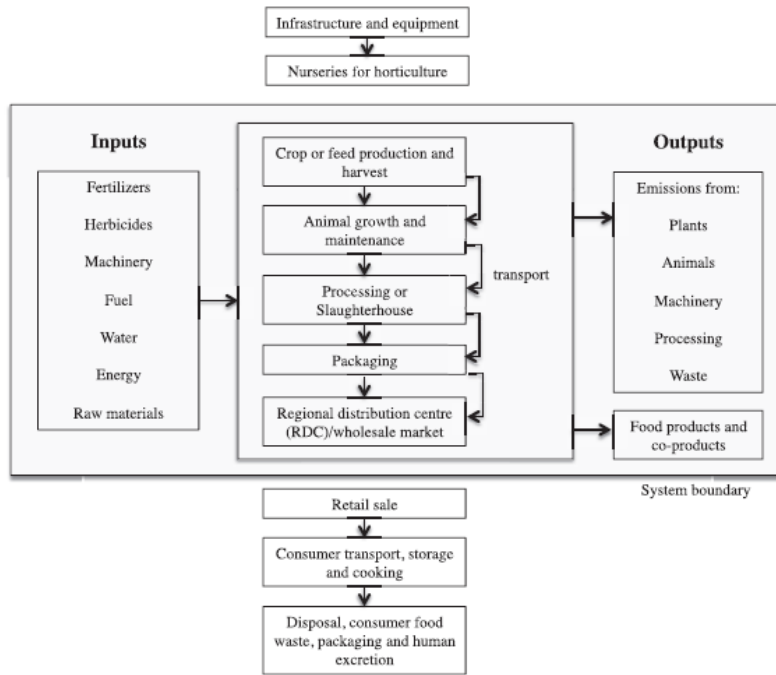 Infrastructure and equipment
Nurseries for horticulture
Inputs
Fertilizers
Herbicides
Machinery
Fuel
Water
Energy
Raw materials
Crop or feed production and
harvest
Animal growth and
maintenance
Processing or
Slaughterhouse
Packaging
Regional distribution centre
(RDC)/wholesale market
transport
Outputs
Emissions from:
Plants
Animals
Machinery
Processing
Waste
Food products and
co-products
System boundary
Retail sale
Consumer transport, storage
and cooking
Disposal, consumer food
waste, packaging and human
excretion